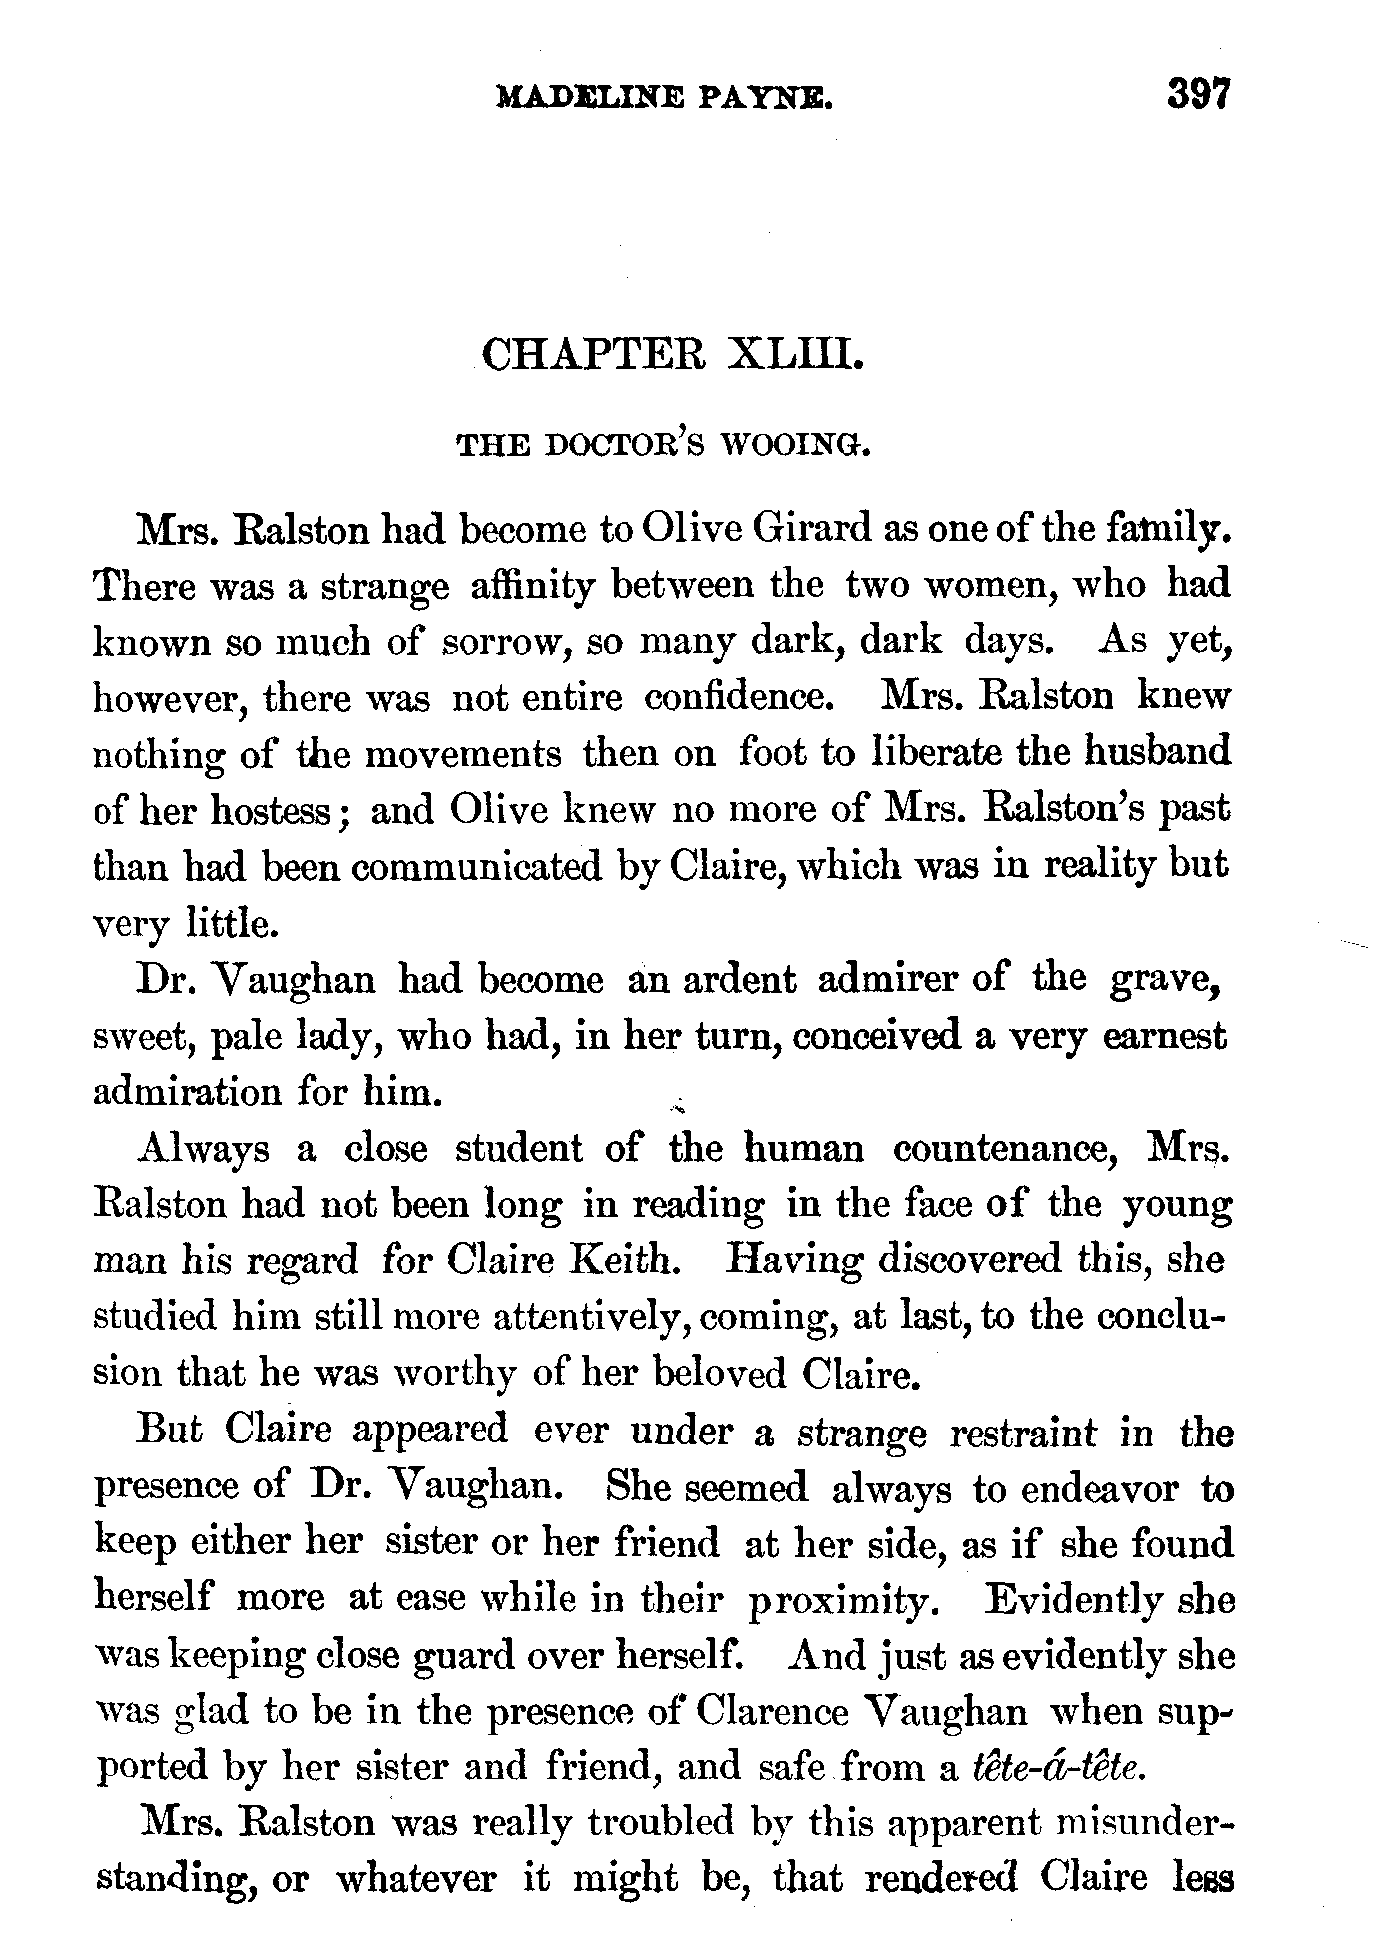 MADELINE PAYNE. 397
CHAPTER XLIII.
THE DOCTOR'S WOOING.
Mrs. Ralston had become to Olive Girard as one of the family.
There was a strange affinity between the two women, who had
known so much of sorrow, so many dark, dark days. As yet,
however, there was not entire confidence. Mrs. Ralston knew
nothing of the movements then on foot to liberate the husband
of her hostess; and Olive knew no more of Mrs. Ralston's past
than had been communicated by Claire, which was in reality but
very little.
Dr. Vaughan had become an ardent admirer of the grave,
sweet, pale lady, who had, in her turn, conceived a very earnest
admiration for him.
Always a close student of the human countenance, Mrs.
Ralston had not been long in reading in the face of the young
man his regard for Claire Keith. Having discovered this, she
studied him still more attentively, coming, at last, to the conclu-
sion that he was worthy of her beloved Claire.
But Claire appeared ever under a strange restraint in the
presence of Dr. Vaughan. She seemed always to endeavor to
keep either her sister or her friend at her side, as if she found
herself more at ease while in their proximity. Evidently she
was keeping close guard over herself. And just as evidently she
was glad to be in the presence of Clarence Vaughan when sup-
ported by her sister and friend, and safe from a tête-á-tête.
Mrs. Ralston was really troubled by this apparent misunder-
standing, or whatever it might be, that rendered Claire less